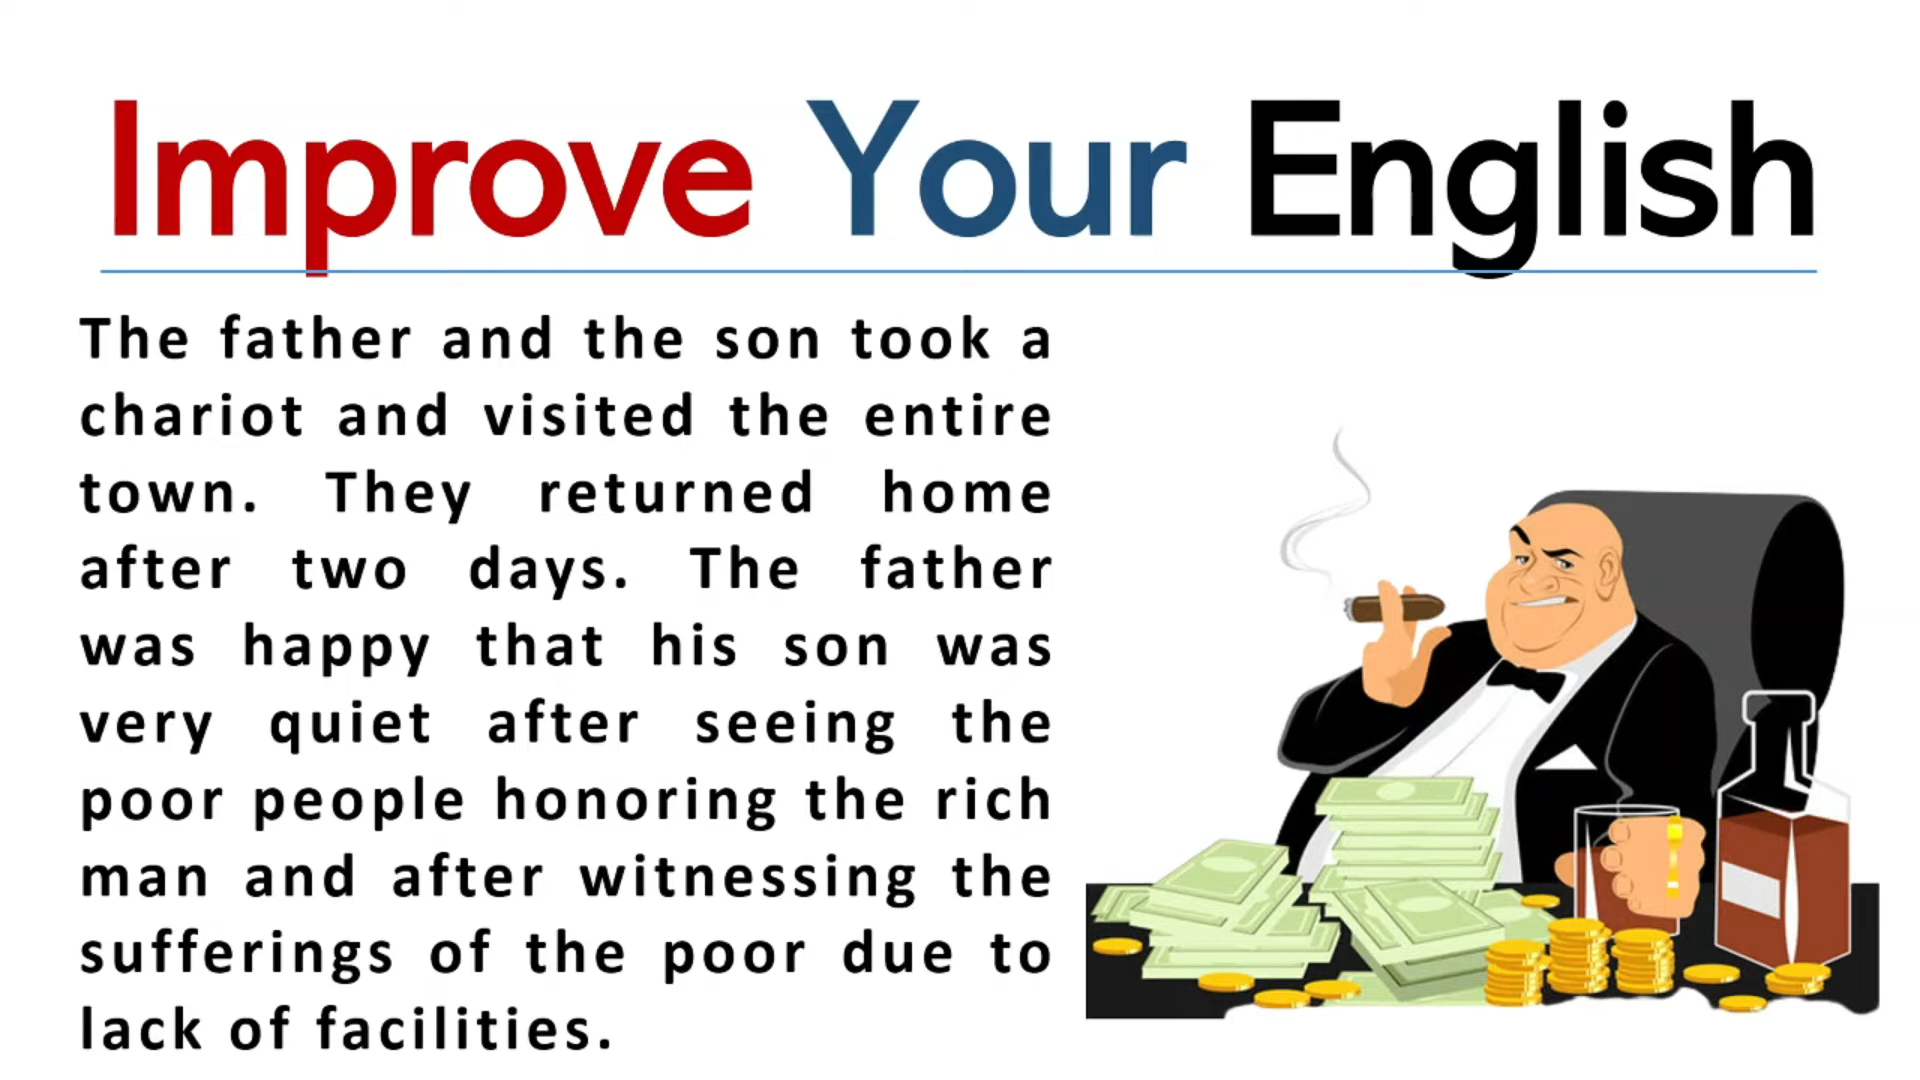 Improve Your English
The father and the son took a
chariot and visited the entire
town. They returned home
after two days. The father
was happy that his son was
very quiet after seeing the
poor people honoring the rich
man and after witnessing the
sufferings of the poor due to
lack of facilities.